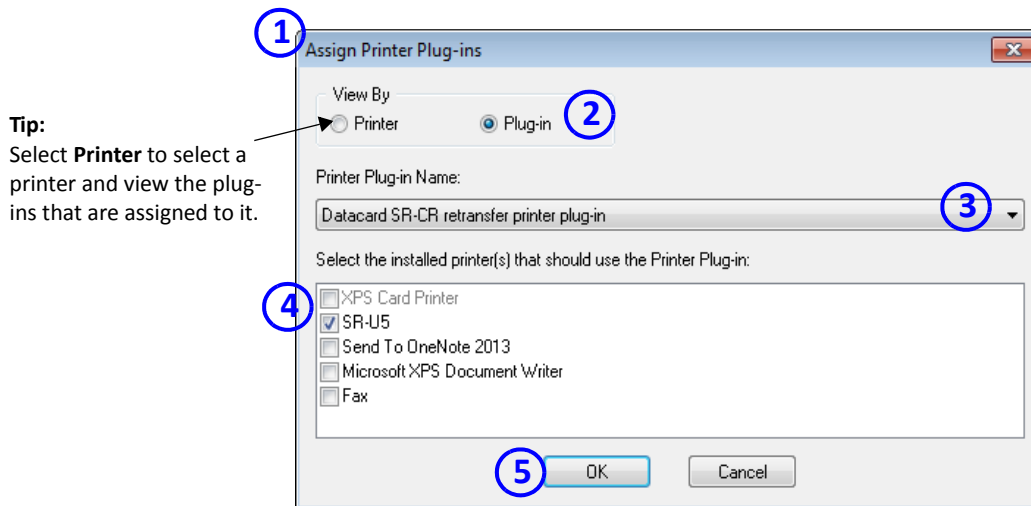 1
Assign Printer Plug-ins
View By
Printer
Plug-in
2
Tip:
Select Printer to select a
printer and view the plug-
ins that are assigned to it.
Printer Plug-in Name:
Datacard SR-CR retransfer printer plug-in
3
Select the installed printer(s) that should use the Printer Plug-in:
4
XPS Card Printer
SR-U5
Send To OneNote 2013
Microsoft XPS Document Writer
Fax
5
OK
Cancel